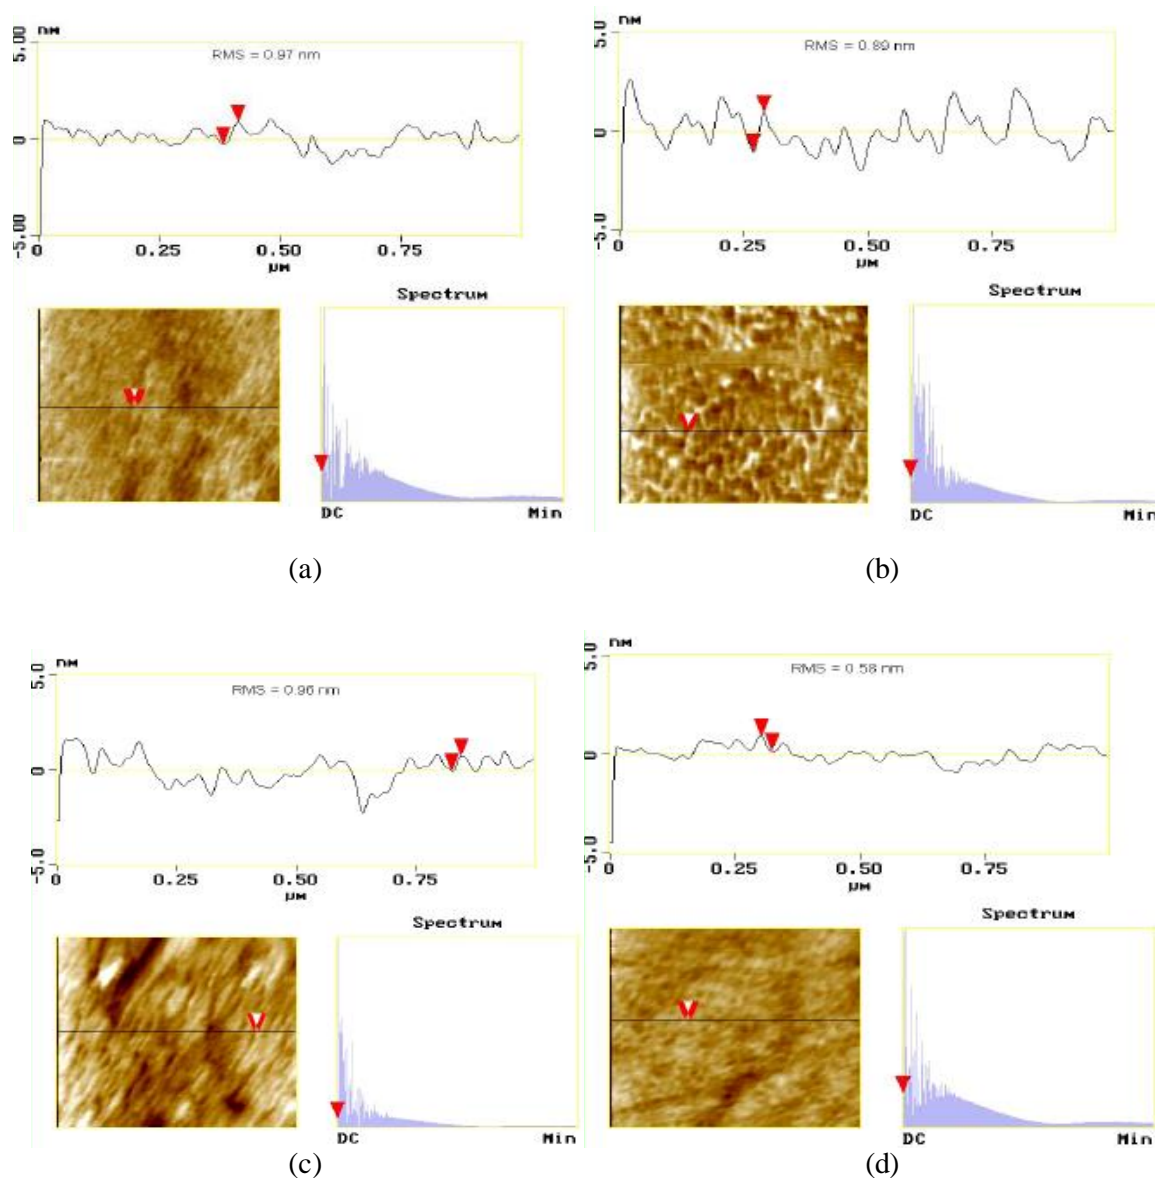 nm
5.00
RMS = 0.97 nm
0
-5.00
0 0.25 0.50 0.75
µm
Spectrum
DC Min
(a)
nm
5.0
RMS = 0.89 nm
0
-5.0
0 0.25 0.50 0.75
µm
Spectrum
DC Min
(b)
nm
5.0
RMS = 0.96 nm
0
-5.0
0 0.25 0.50 0.75
µm
Spectrum
DC Min
(c)
nm
5.0
RMS = 0.58 nm
0
-5.0
0 0.25 0.50 0.75
µm
Spectrum
DC Min
(d)